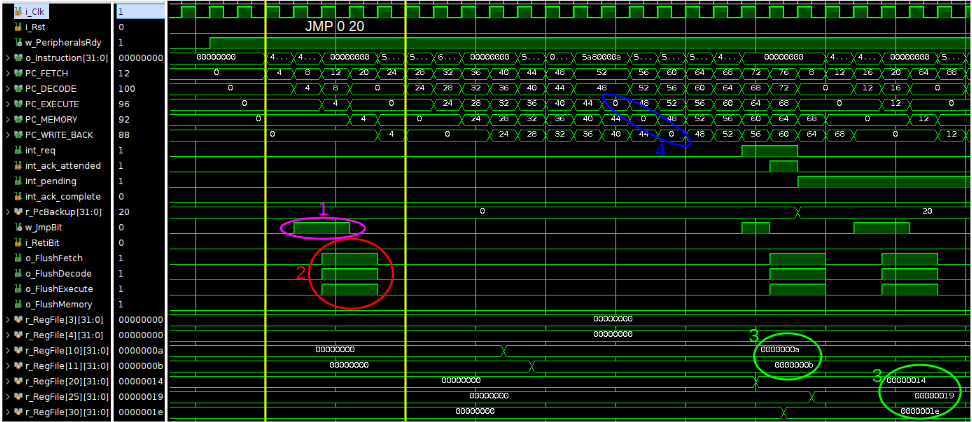 i_Clk 1
i_Rst 0 JMP 0 20
w_PeripheralsRdy 1
o_Instruction[31:0] 00000000 00000000 4... 4... 00000000 5... 5... 6... 00000000 5... 0... 5a80000a 5... 5... 00000000 5... 5... 00000000
PC_FETCH 12 0 4 8 12 20 24 28 32 36 40 44 48 52 56 60 64 68 72 76 8 12 16 20 84 88
PC_DECODE 100 0 4 8 0 24 28 32 36 40 44 48 52 56 60 64 68 72 0 12 16 0 84
PC_EXECUTE 96 0 4 0 24 28 32 36 40 44 0 48 52 56 60 64 68 0 12 0
PC_MEMORY 92 0 4 0 24 28 32 36 40 44 0 48 52 56 60 64 68 0 12
PC_WRITE_BACK 88 0 4 0 24 28 32 36 40 44 0 48 52 56 60 64 68 0 12
int_req 1 4
int_ack_attended 1
int_pending 1
int_ack_complete 0
r_PcBackup[31:0] 20 1 0 20
w_JmpBit 0
i_RetiBit 0
o_FlushFetch 1
o_FlushDecode 1 2
o_FlushExecute 1
o_FlushMemory 1
r_RegFile[3][31:0] 00000000 00000000
r_RegFile[4][31:0] 00000000 00000000 3
r_RegFile[10][31:0] 0000000a 00000000 0000000a
r_RegFile[11][31:0] 0000000b 00000000 0000000b
r_RegFile[20][31:0] 00000014 00000000 3 00000014
r_RegFile[25][31:0] 00000019 00000000 00000019
r_RegFile[30][31:0] 0000001e 00000000 0000001e